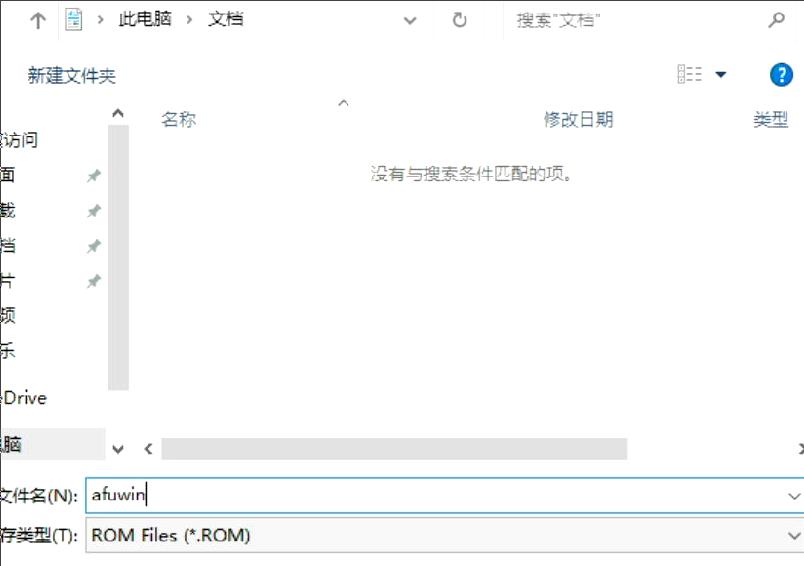 此电脑 › 文档
搜索"文档"
新建文件夹
名称 修改日期 类型
没有与搜索条件匹配的项。
访问
面
载
档
片
频
乐
eDrive
电脑
文件名(N): afuwin
存类型(T): ROM Files (*.ROM)